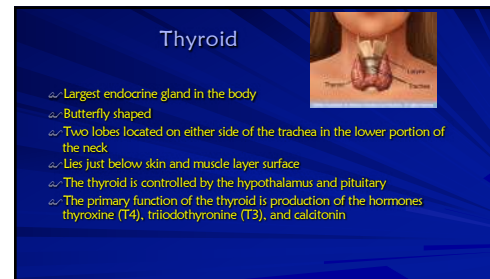 Thyroid
Larynx
Thyroid
Trachea
Largest endocrine gland in the body
Butterfly shaped
Two lobes located on either side of the trachea in the lower portion of
the neck
Lies just below skin and muscle layer surface
The thyroid is controlled by the hypothalamus and pituitary
The primary function of the thyroid is production of the hormones
thyroxine (T4), triiodothyronine (T3), and calcitonin